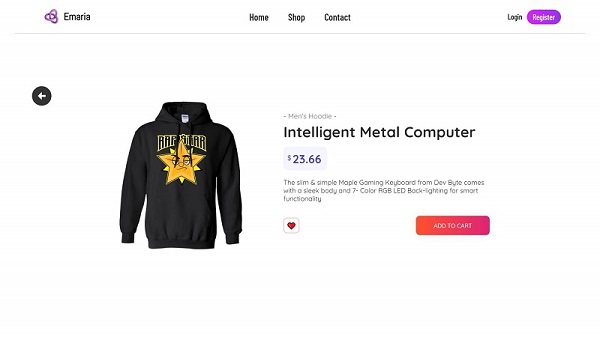 Emaria
Home Shop Contact
Login Register
- Men's Hoodie -
Intelligent Metal Computer
$ 23.66
The slim & simple Maple Gaming Keyboard from Dev Byte comes
with a sleek body and 7- Color RGB LED Back-lighting for smart
functionality
ADD TO CART
RAP STAR